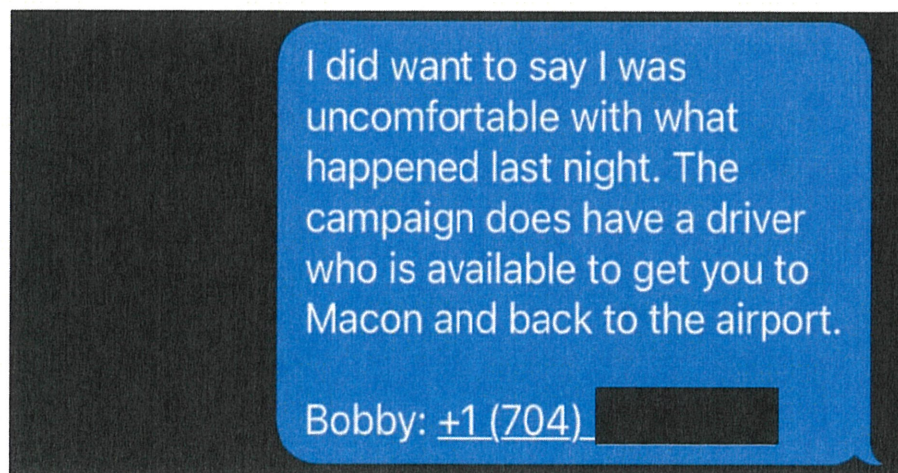 I did want to say I was
uncomfortable with what
happened last night. The
campaign does have a driver
who is available to get you to
Macon and back to the airport.
Bobby: +1 (704)